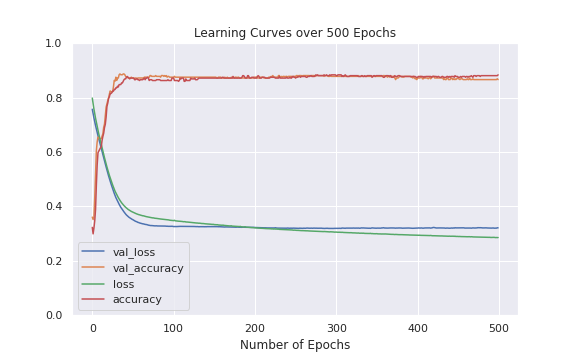 Learning Curves over 500 Epochs
1.0
0.8
0.6
0.4
0.2
0.0
val_loss
val_accuracy
loss
accuracy
0 100 200 300 400 500
Number of Epochs